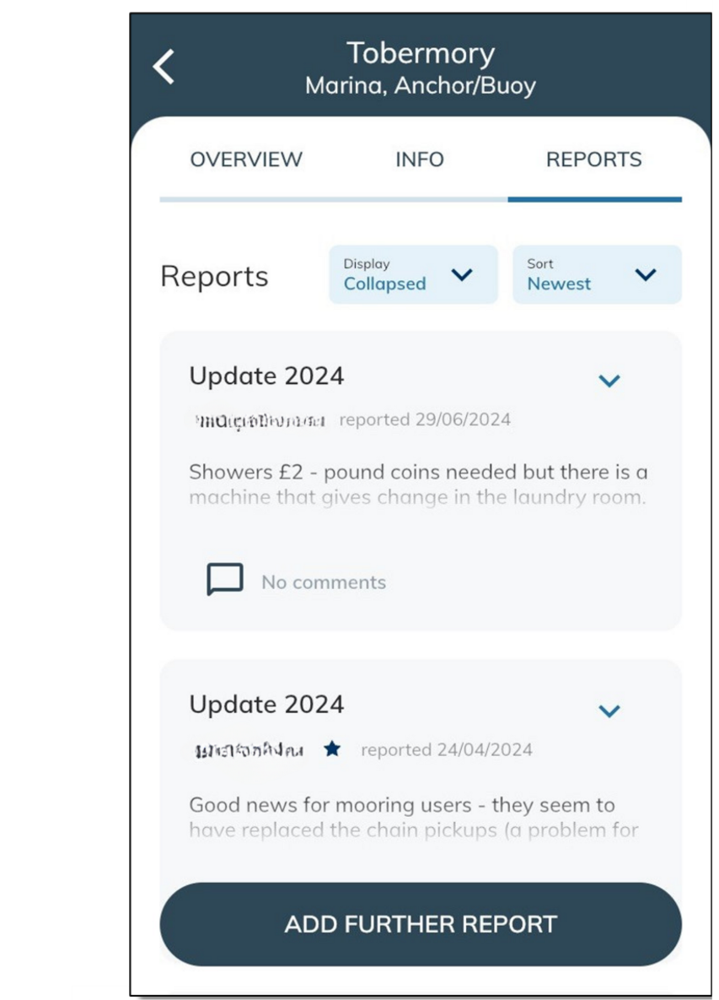 Tobermory
Marina, Anchor/Buoy
OVERVIEW INFO REPORTS
Reports
Display
Collapsed
Sort
Newest
Update 2024
reported 29/06/2024
Showers £2 - pound coins needed but there is a
machine that gives change in the laundry room.
No comments
Update 2024
reported 24/04/2024
Good news for mooring users - they seem to
have replaced the chain pickups (a problem for
ADD FURTHER REPORT